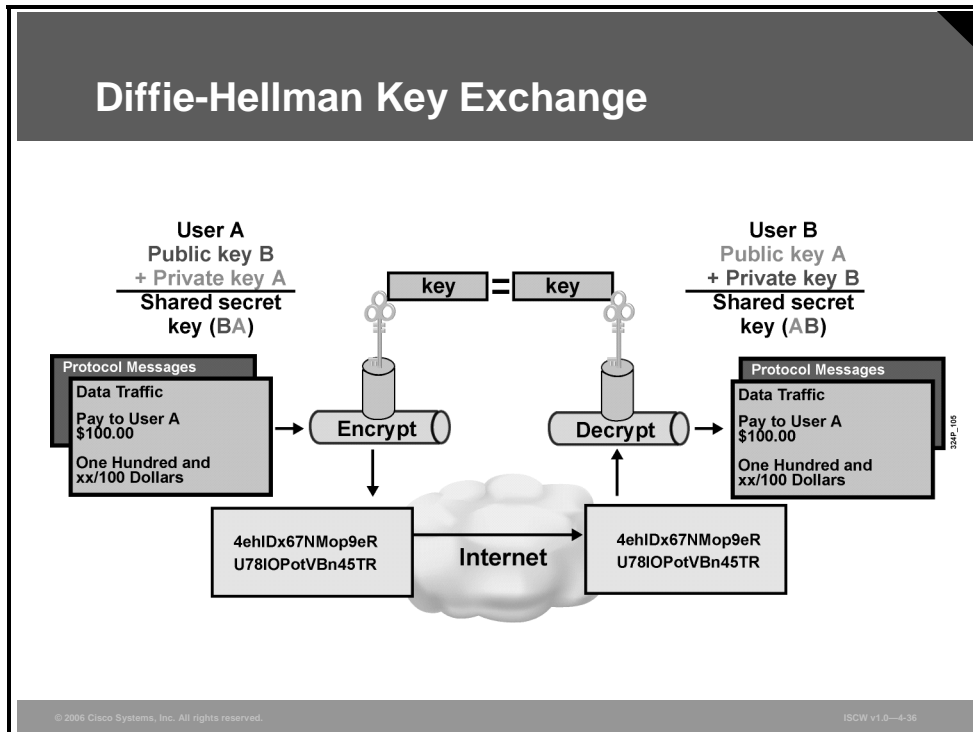 Diffie-Hellman Key Exchange
User A
Public key B
+ Private key A
Shared secret
key (BA)
User B
Public key A
+ Private key B
Shared secret
key (AB)
key = key
Protocol Messages
Data Traffic
Pay to User A
$100.00
One Hundred and
xx/100 Dollars
Encrypt
Decrypt
Protocol Messages
Data Traffic
Pay to User A
$100.00
One Hundred and
xx/100 Dollars
324P_105
4ehIDx67NMop9eR
U78IOPotVBn45TR
Internet
4ehIDx67NMop9eR
U78IOPotVBn45TR
© 2006 Cisco Systems, Inc. All rights reserved.
ISCW v1.0—4-36